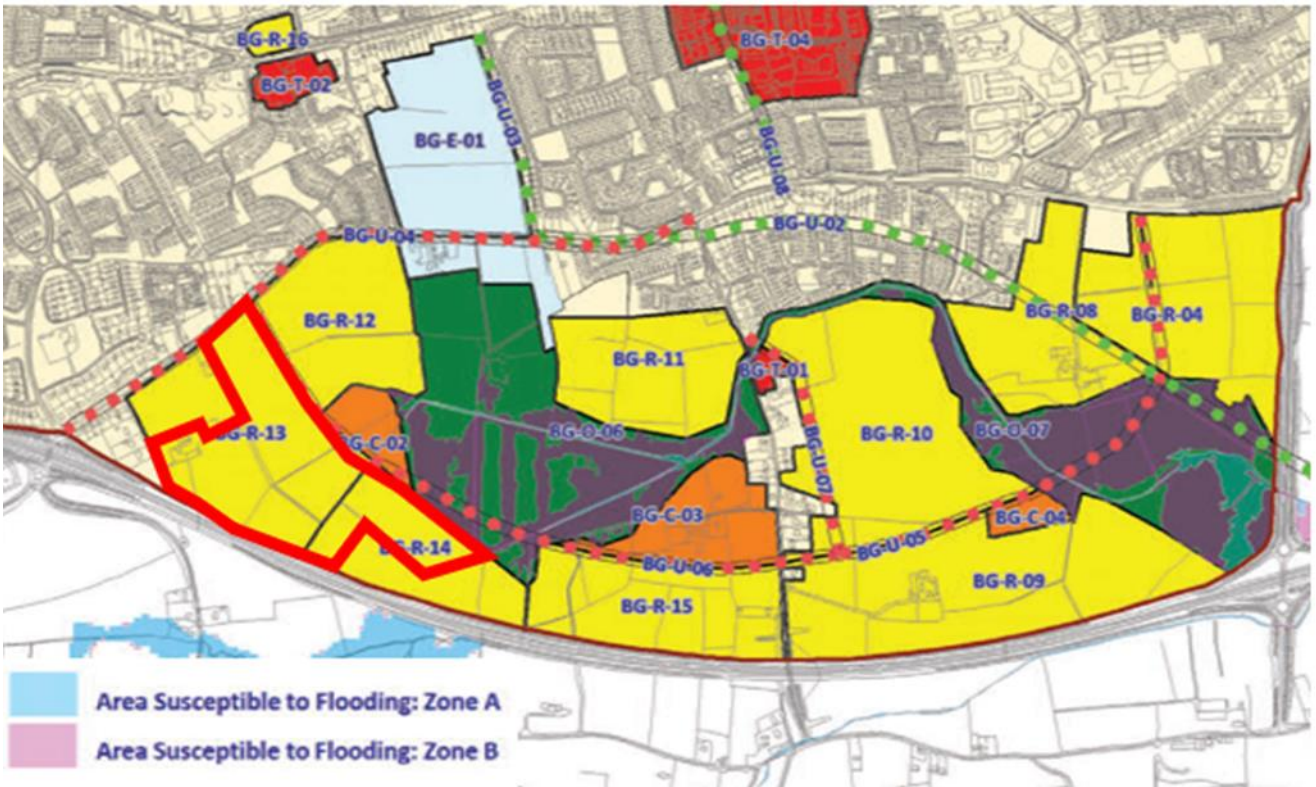 BG-R-16
BG-T-04
BG-T-02
BG-U-03
BG-E-01
BG-U-08
BG-U-04
BG-U-02
BG-R-12
BG-R-08
BG-R-04
BG-R-11
BG-T-01
BG-R-13
BG-C-02
BG-O-06
BG-U-07
BG-R-10
BG-O-07
BG-C-03
BG-C-04
BG-R-14
BG-U-05
BG-U-06
BG-R-09
BG-R-15
Area Susceptible to Flooding: Zone A
Area Susceptible to Flooding: Zone B